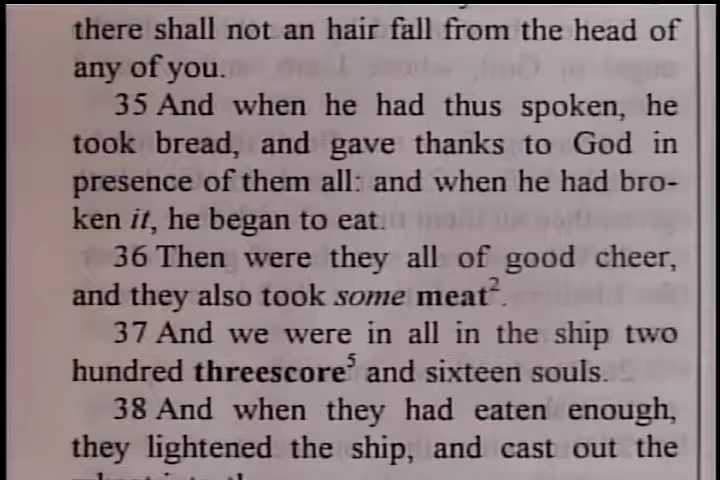 there shall not an hair fall from the head of
any of you.
35 And when he had thus spoken, he
took bread, and gave thanks to God in
presence of them all: and when he had bro-
ken it, he began to eat.
36 Then were they all of good cheer,
and they also took some meat².
37 And we were in all in the ship two
hundred threescore⁵ and sixteen souls.
38 And when they had eaten enough,
they lightened the ship, and cast out the